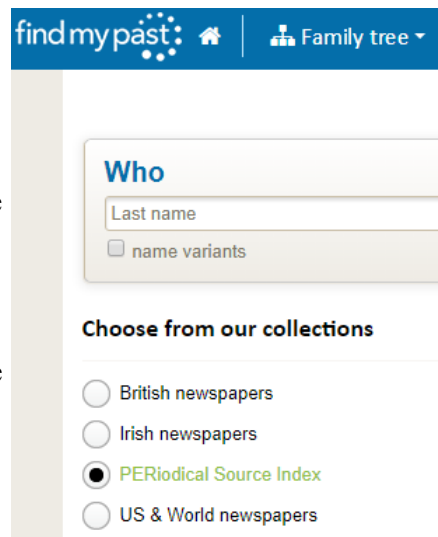 findmypast Family tree
Who
Last name
name variants
Choose from our collections
British newspapers
Irish newspapers
PERiodical Source Index
US & World newspapers